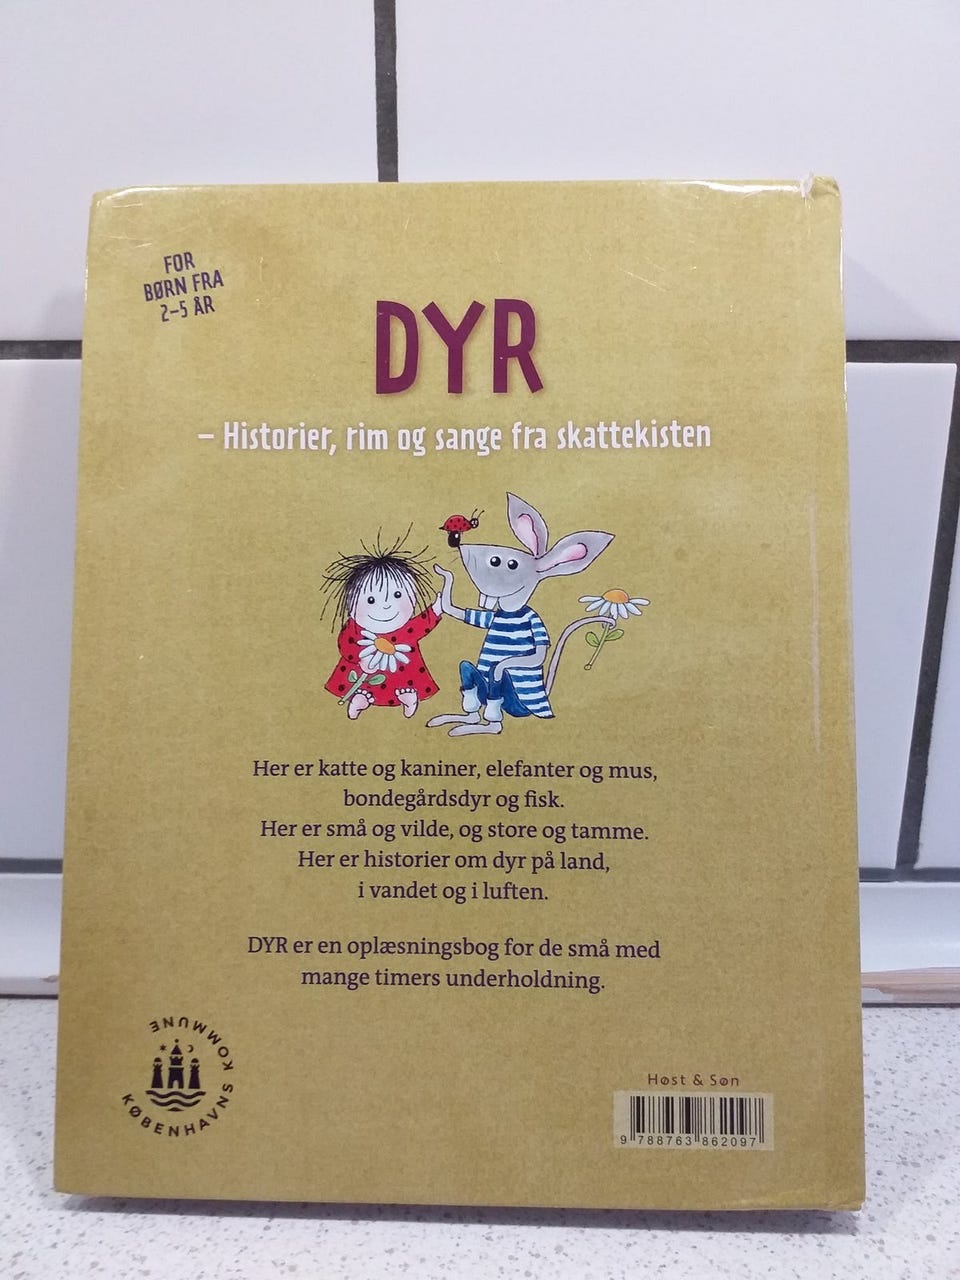 FOR
BØRN FRA
2–5 ÅR
DYR
– Historier, rim og sange fra skattekisten
Her er katte og kaniner, elefanter og mus,
bondegårdsdyr og fisk.
Her er små og vilde, og store og tamme.
Her er historier om dyr på land,
i vandet og i luften.
DYR er en oplæsningsbog for de små med
mange timers underholdning.
KØBENHAVNS KOMMUNE
Høst & Søn
9 788763 862097